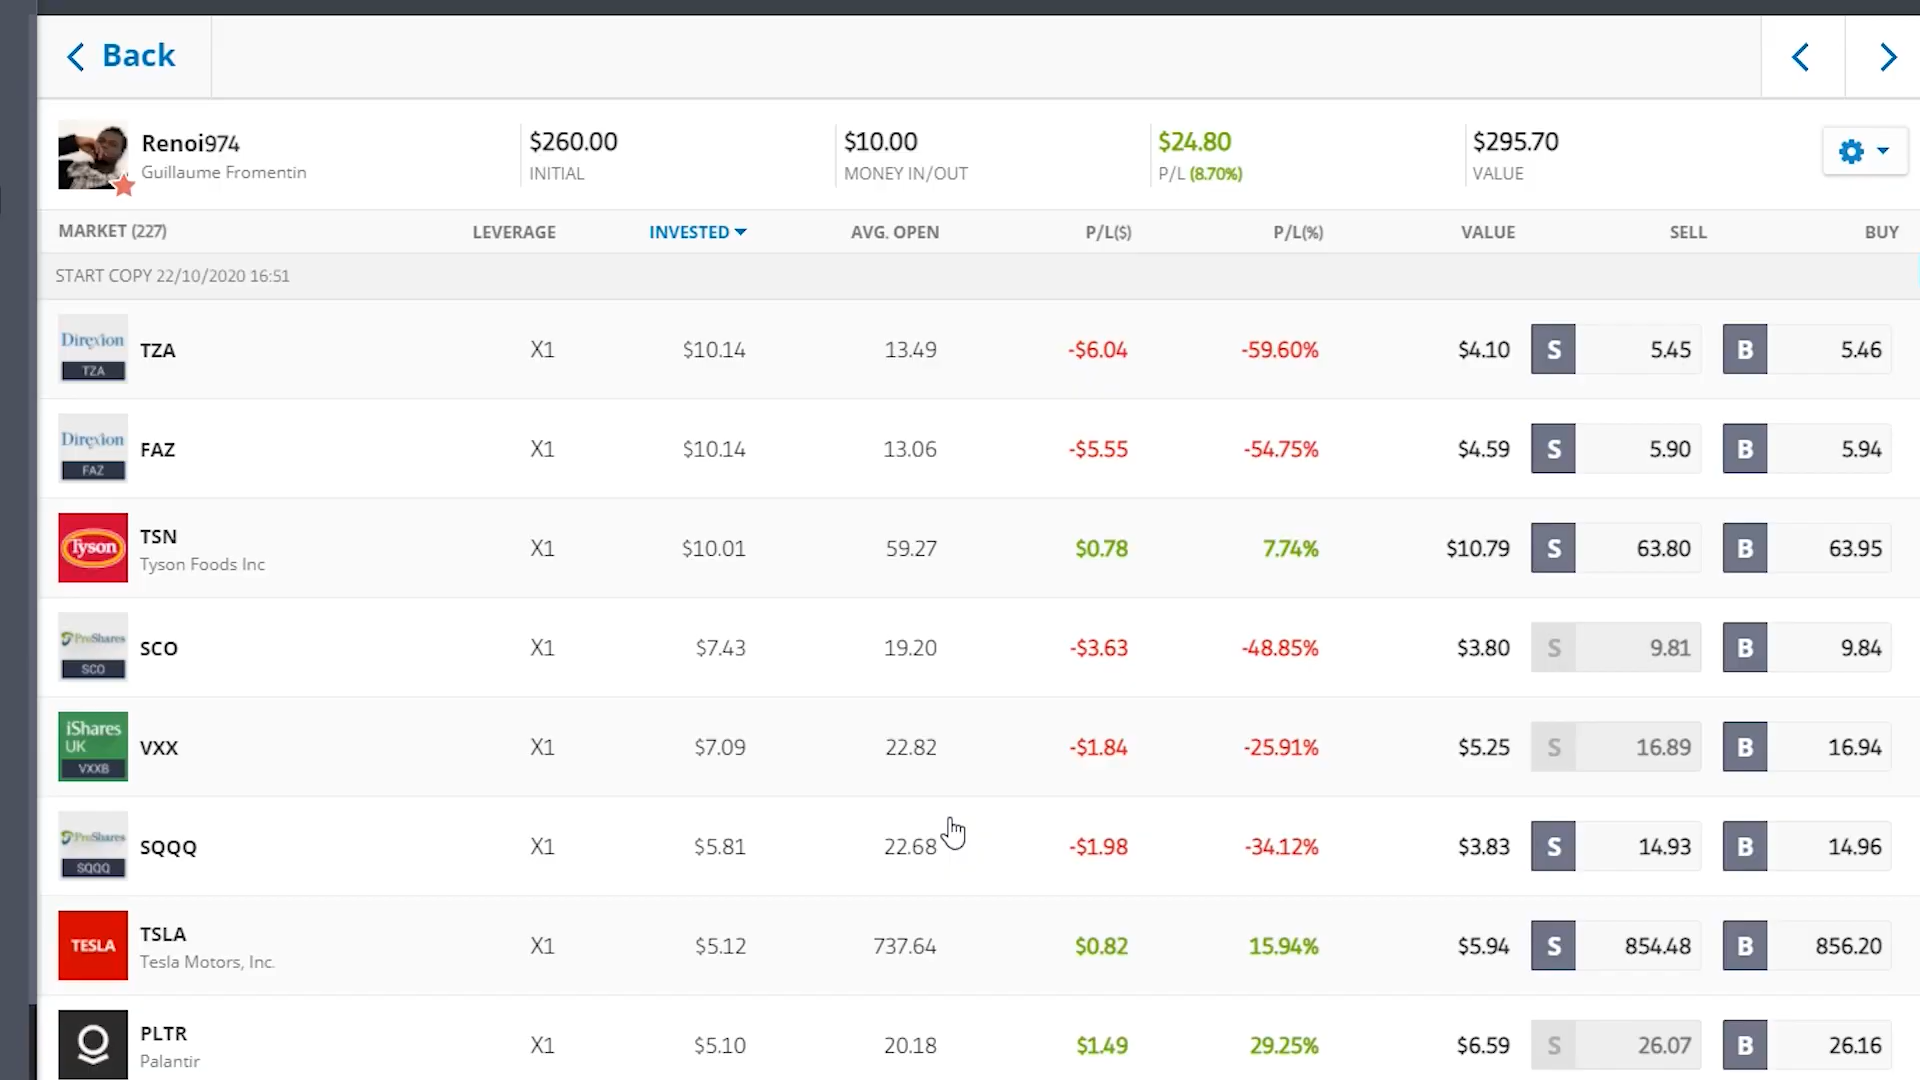 Back
Renoi974
Guillaume Fromentin
$260.00
INITIAL
$10.00
MONEY IN/OUT
$24.80
P/L (8.70%)
$295.70
VALUE
MARKET (227) LEVERAGE INVESTED AVG. OPEN P/L($) P/L(%) VALUE SELL BUY
START COPY 22/10/2020 16:51
Direxion
TZA
TZA X1 $10.14 13.49 -$6.04 -59.60% $4.10 S 5.45 B 5.46
Direxion
FAZ
FAZ X1 $10.14 13.06 -$5.55 -54.75% $4.59 S 5.90 B 5.94
Tyson
TSN X1 $10.01 59.27 $0.78 7.74% $10.79 S 63.80 B 63.95
Tyson Foods Inc
ProShares
SCO
SCO X1 $7.43 19.20 -$3.63 -48.85% $3.80 S 9.81 B 9.84
iShares
UK
VXXB
VXX X1 $7.09 22.82 -$1.84 -25.91% $5.25 S 16.89 B 16.94
ProShares
SQQQ
SQQQ X1 $5.81 22.68 -$1.98 -34.12% $3.83 S 14.93 B 14.96
TESLA
TSLA X1 $5.12 737.64 $0.82 15.94% $5.94 S 854.48 B 856.20
Tesla Motors, Inc.
PLTR X1 $5.10 20.18 $1.49 29.25% $6.59 S 26.07 B 26.16
Palantir